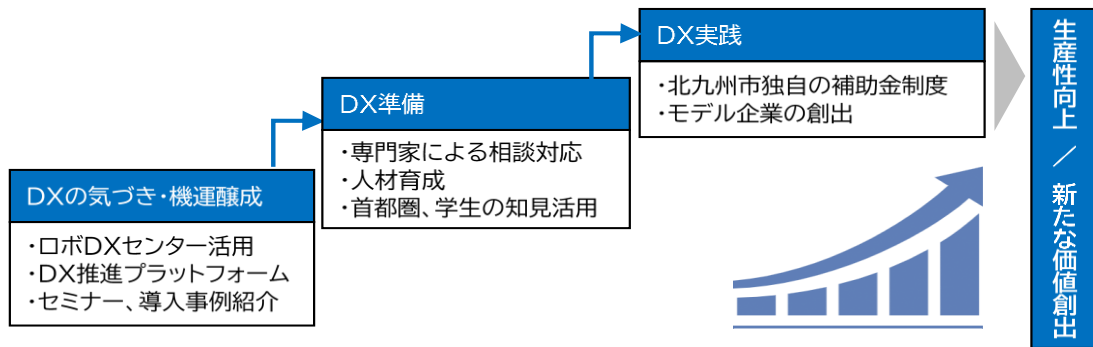 DXの気づき・機運醸成
・ロボDXセンター活用
・DX推進プラットフォーム
・セミナー、導入事例紹介
DX準備
・専門家による相談対応
・人材育成
・首都圏、学生の知見活用
DX実践
・北九州市独自の補助金制度
・モデル企業の創出
生産性向上 / 新たな価値創出